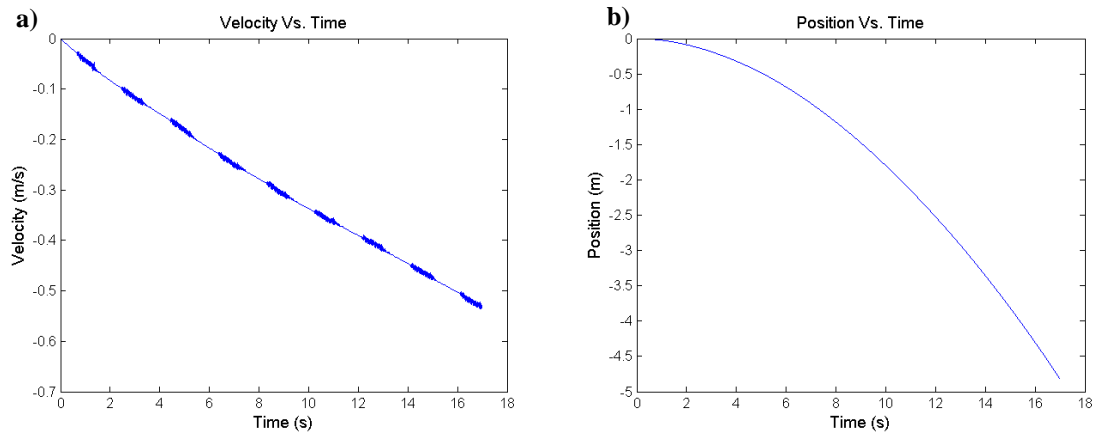 a)
Velocity Vs. Time
0
-0.1
-0.2
-0.3
-0.4
-0.5
-0.6
-0.7
Velocity (m/s)
0 2 4 6 8 10 12 14 16 18
Time (s)
b)
Position Vs. Time
0
-0.5
-1
-1.5
-2
-2.5
-3
-3.5
-4
-4.5
-5
Position (m)
0 2 4 6 8 10 12 14 16 18
Time (s)